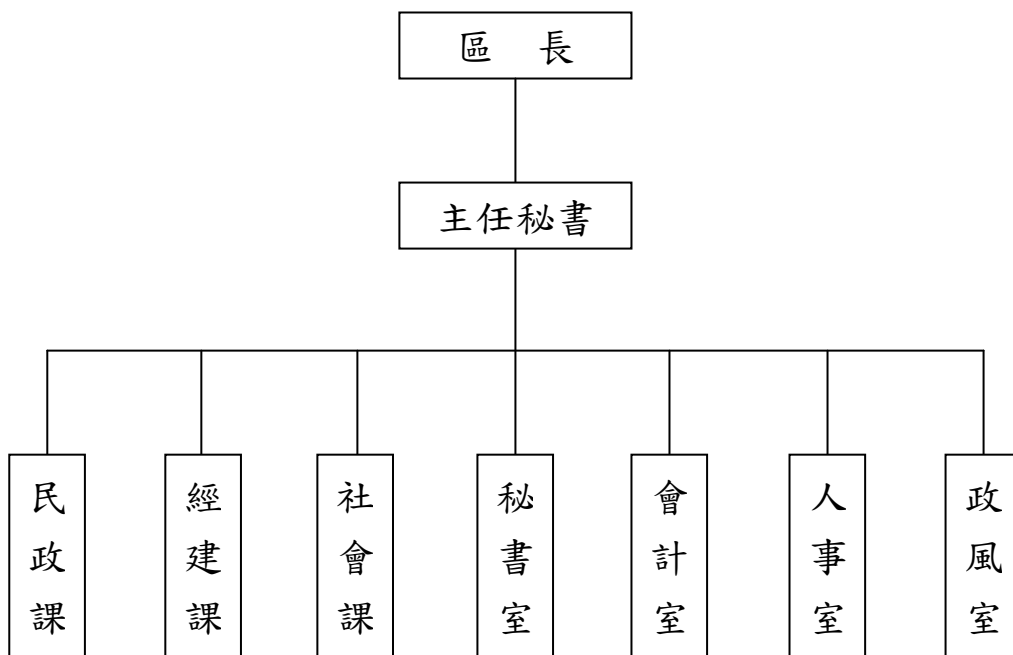 區 長
主任秘書
民政課
經建課
社會課
秘書室
會計室
人事室
政風室